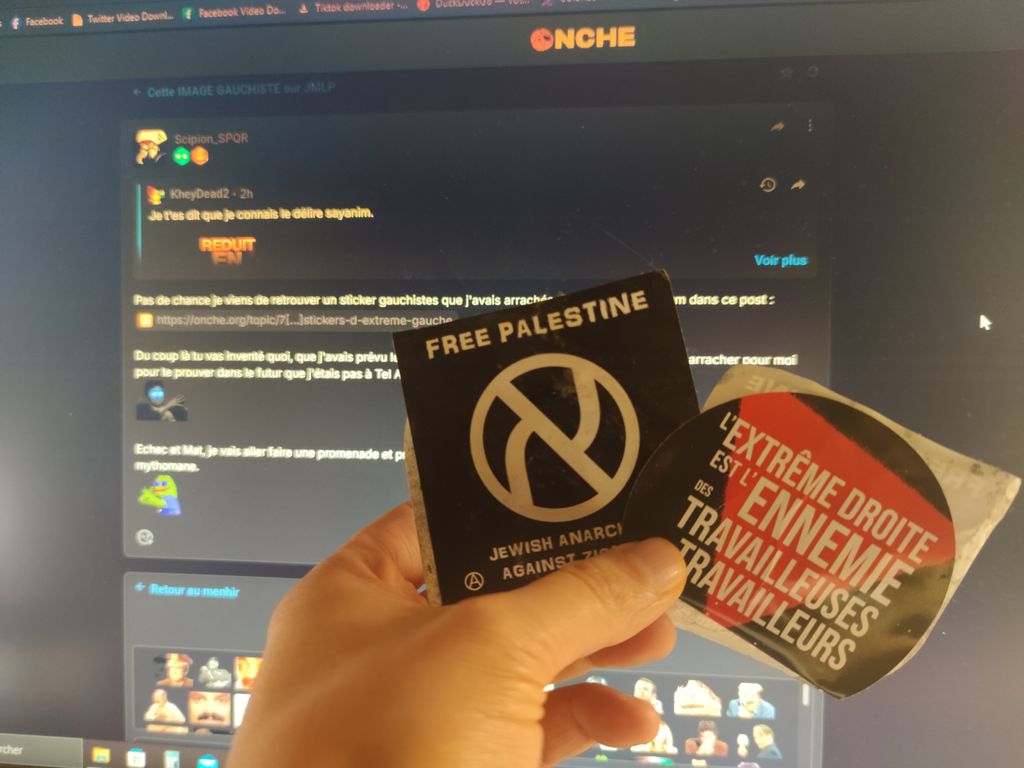 Facebook
Twitter Video Downl...
Facebook Video Do...
Tiktok downloader -...
DuckDuckGo — Vot...
ONCHE
← Cette IMAGE GAUCHISTE sur JMLP
Scipion_SPQR
KheyDead2 · 2h
Je t'es dit que je connais le délire sayanim.
REDUIT
EN
Voir plus
Pas de chance je viens de retrouver un sticker gauchistes que j'avais arraché
m dans ce post :
https://onche.org/topic/7[...]stickers-d-extreme-gauche
Du coup là tu vas inventé quoi, que j'avais prévu le
arracher pour moi
pour te prouver dans le futur que j'étais pas à Tel A
Echec et Mat, je vais aller faire une promenade et p
mythomane.
← Retour au menhir
rcher
FREE PALESTINE
JEWISH ANARCH
AGAINST ZIO
L'EXTRÊME DROITE
EST L'ENNEMIE
DES
TRAVAILLEUSES
TRAVAILLEURS